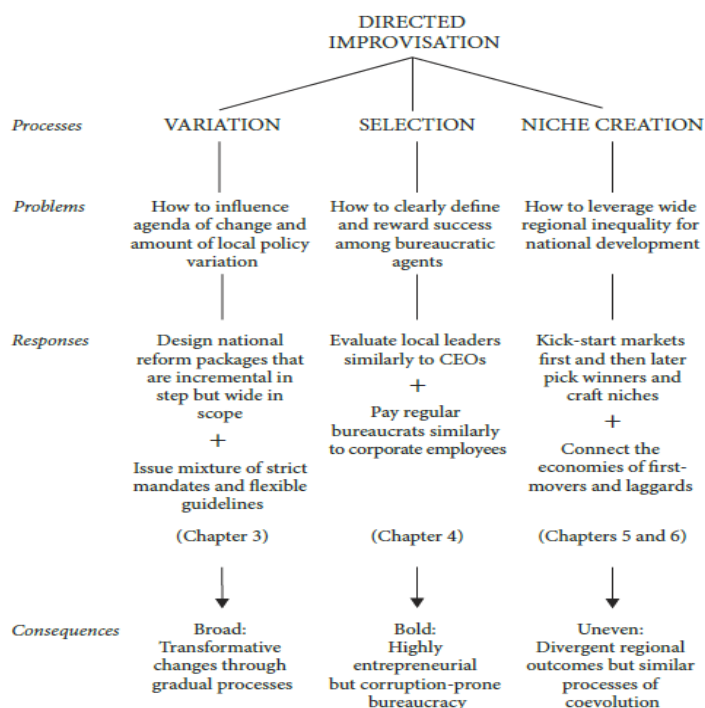 DIRECTED
IMPROVISATION
Processes
VARIATION
SELECTION
NICHE CREATION
Problems
How to influence
agenda of change and
amount of local policy
variation
How to clearly define
and reward success
among bureaucratic
agents
How to leverage wide
regional inequality for
national development
Responses
Design national
reform packages that
are incremental in
step but wide in
scope
+
Issue mixture of strict
mandates and flexible
guidelines
(Chapter 3)
Evaluate local leaders
similarly to CEOs
+
Pay regular
bureaucrats similarly
to corporate employees
(Chapter 4)
Kick-start markets
first and then later
pick winners and
craft niches
+
Connect the
economies of first-
movers and laggards
(Chapters 5 and 6)
Consequences
Broad:
Transformative
changes through
gradual processes
Bold:
Highly
entrepreneurial
but corruption-prone
bureaucracy
Uneven:
Divergent regional
outcomes but similar
processes of
coevolution